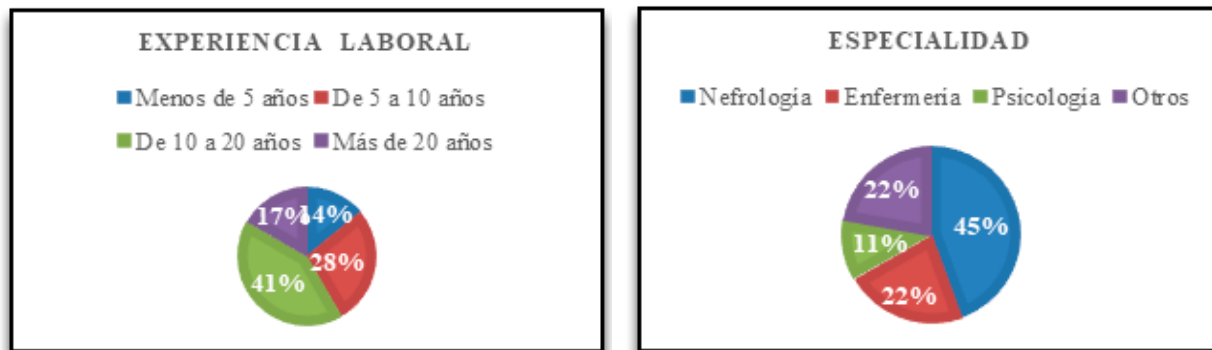 EXPERIENCIA LABORAL
Menos de 5 años De 5 a 10 años
De 10 a 20 años Más de 20 años
17% 14%
28%
41%
ESPECIALIDAD
Nefrologia Enfermeria Psicologia Otros
22%
45%
11%
22%